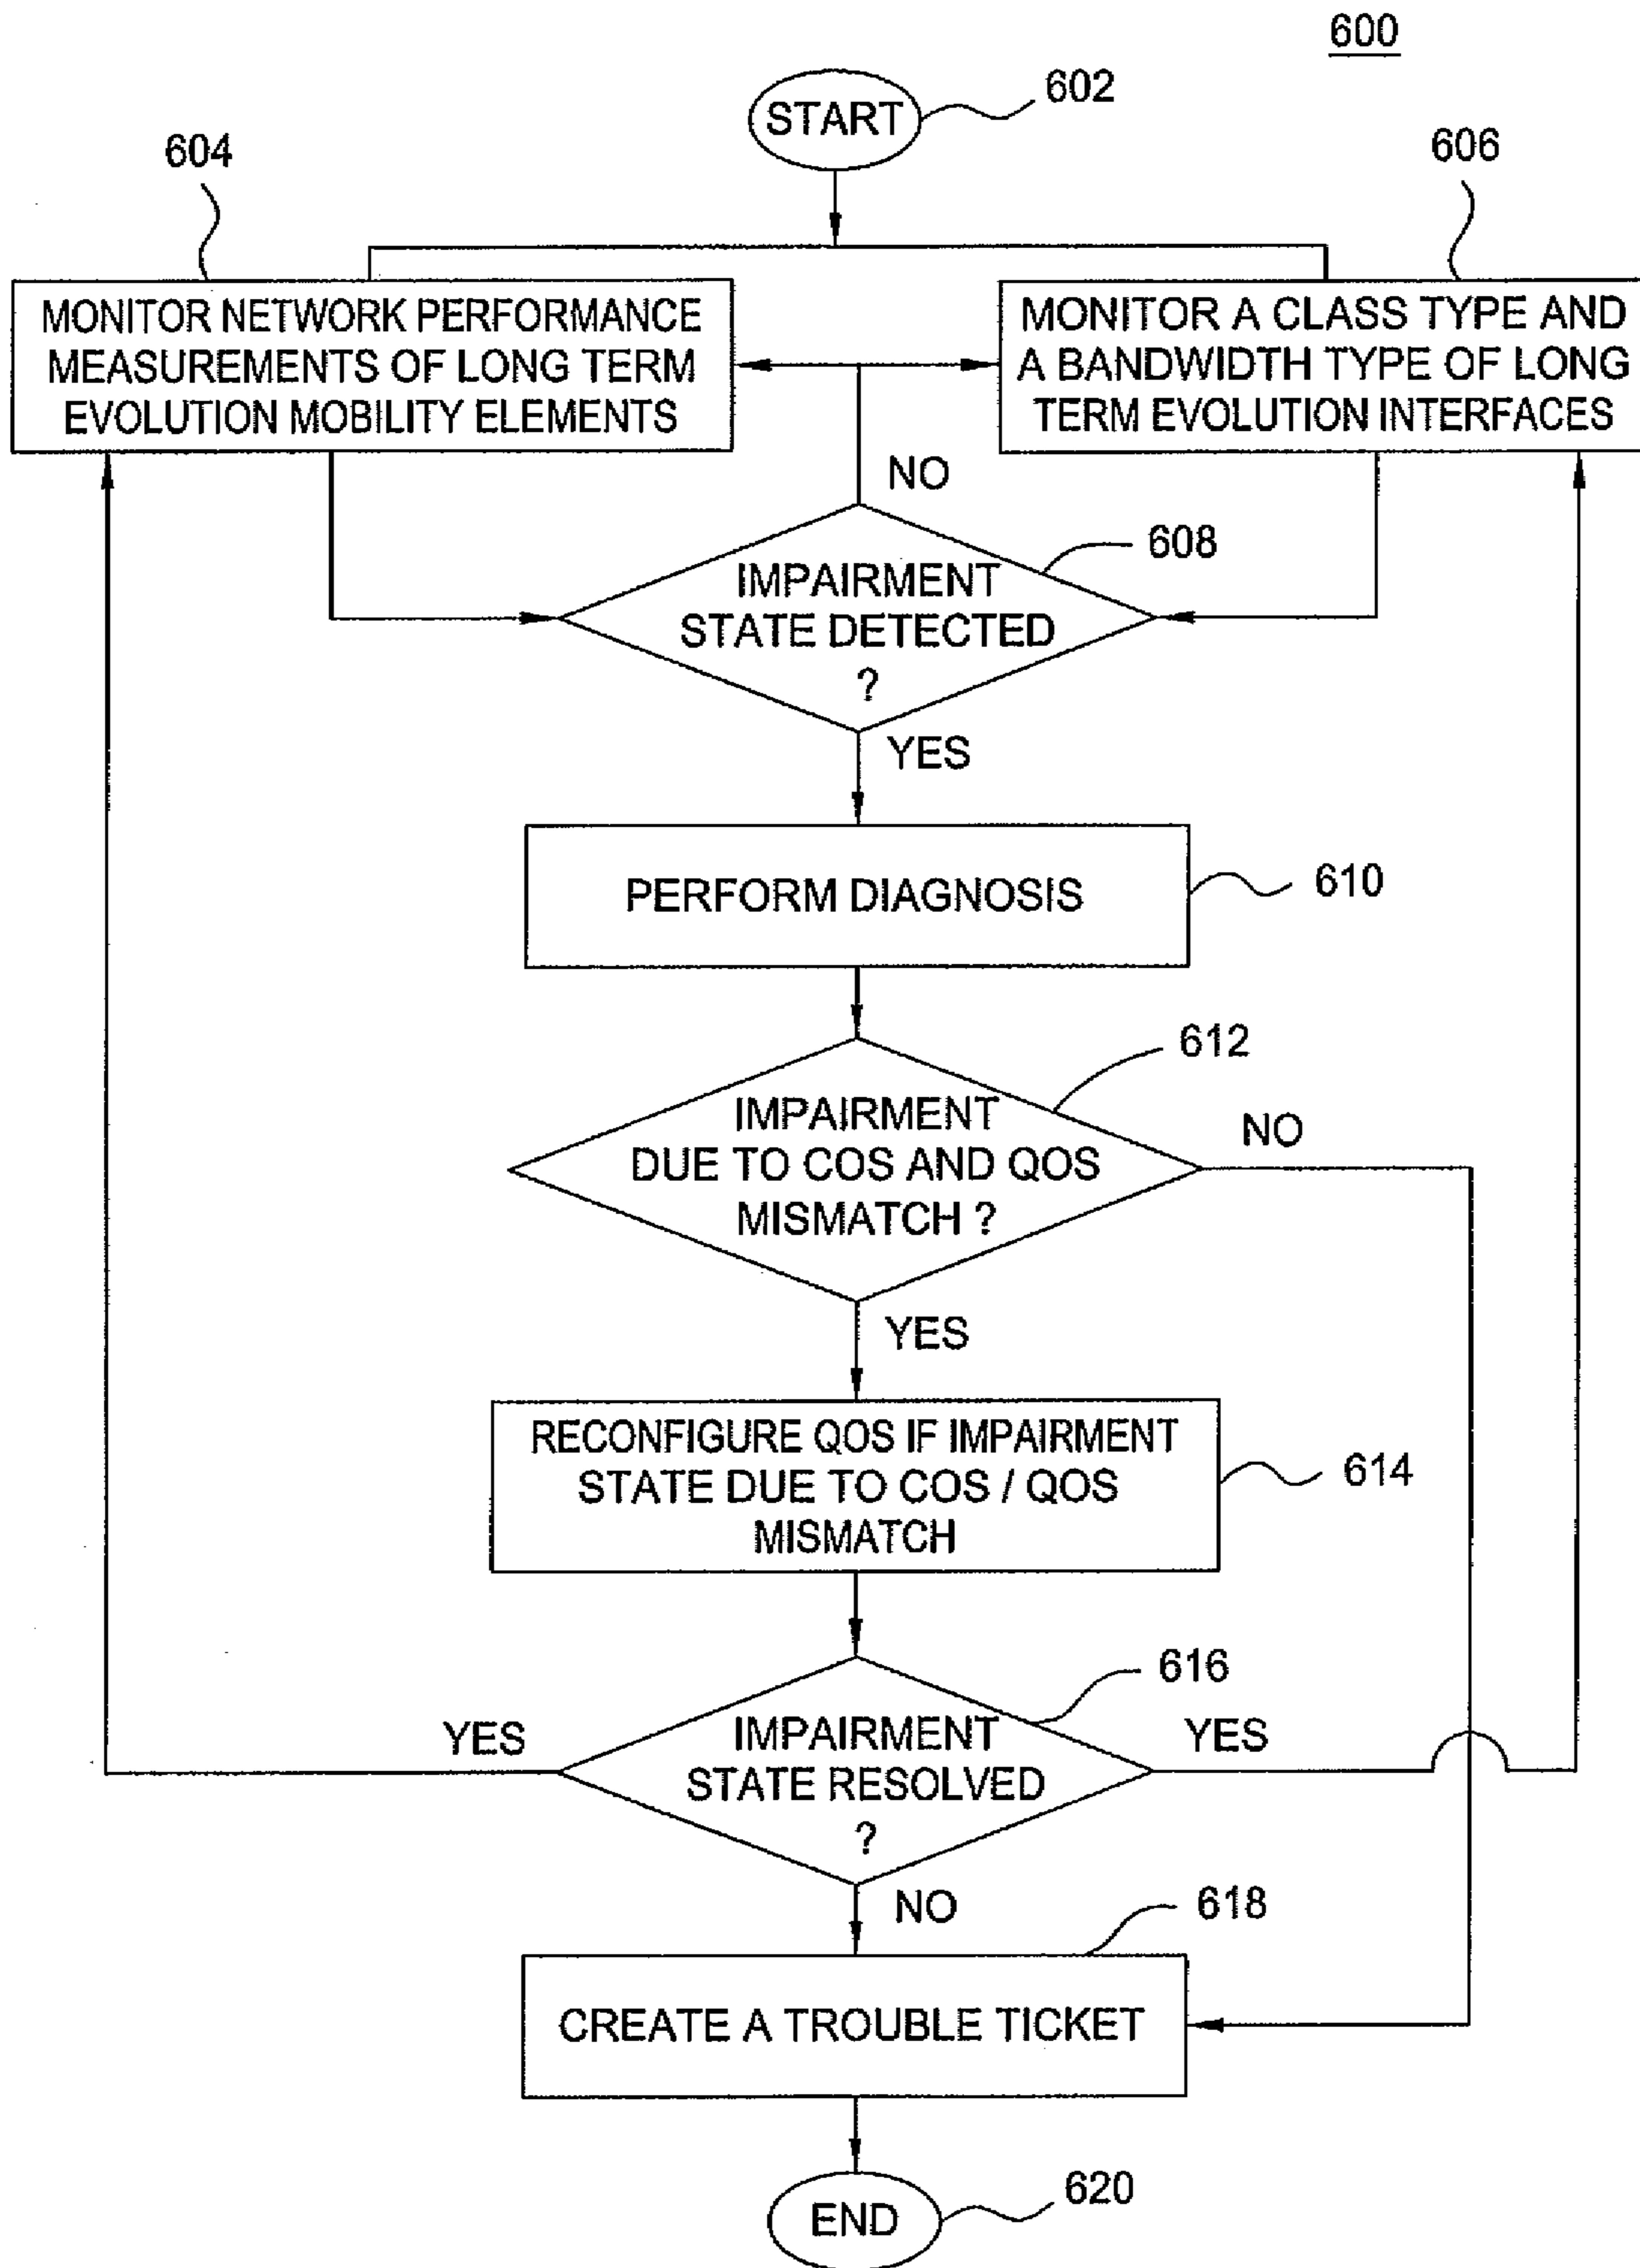 600
START
602
604
606
MONITOR NETWORK PERFORMANCE
MEASUREMENTS OF LONG TERM
EVOLUTION MOBILITY ELEMENTS
MONITOR A CLASS TYPE AND
A BANDWIDTH TYPE OF LONG
TERM EVOLUTION INTERFACES
NO
608
IMPAIRMENT
STATE DETECTED
?
YES
PERFORM DIAGNOSIS
610
612
IMPAIRMENT
DUE TO COS AND QOS
MISMATCH ?
NO
YES
RECONFIGURE QOS IF IMPAIRMENT
STATE DUE TO COS / QOS
MISMATCH
614
616
YES
IMPAIRMENT
STATE RESOLVED
?
YES
NO
618
CREATE A TROUBLE TICKET
END
620